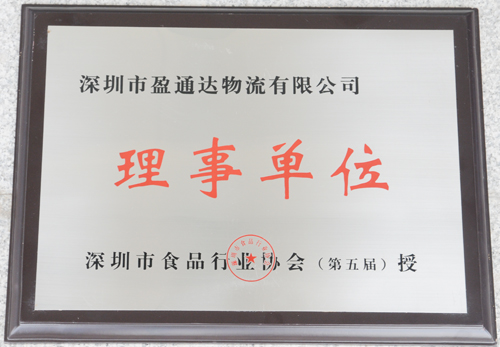 深圳市盈通达物流有限公司
理事单位
深圳市食品行业协会（第五届）授